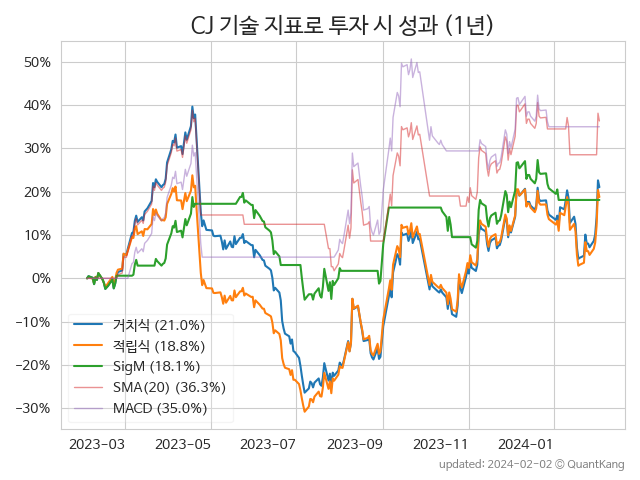 CJ 기술 지표로 투자 시 성과 (1년)
50%
40%
30%
20%
10%
0%
−10%
−20%
−30%
거치식 (21.0%)
적립식 (18.8%)
SigM (18.1%)
SMA(20) (36.3%)
MACD (35.0%)
2023-03 2023-05 2023-07 2023-09 2023-11 2024-01
updated: 2024-02-02 © QuantKang